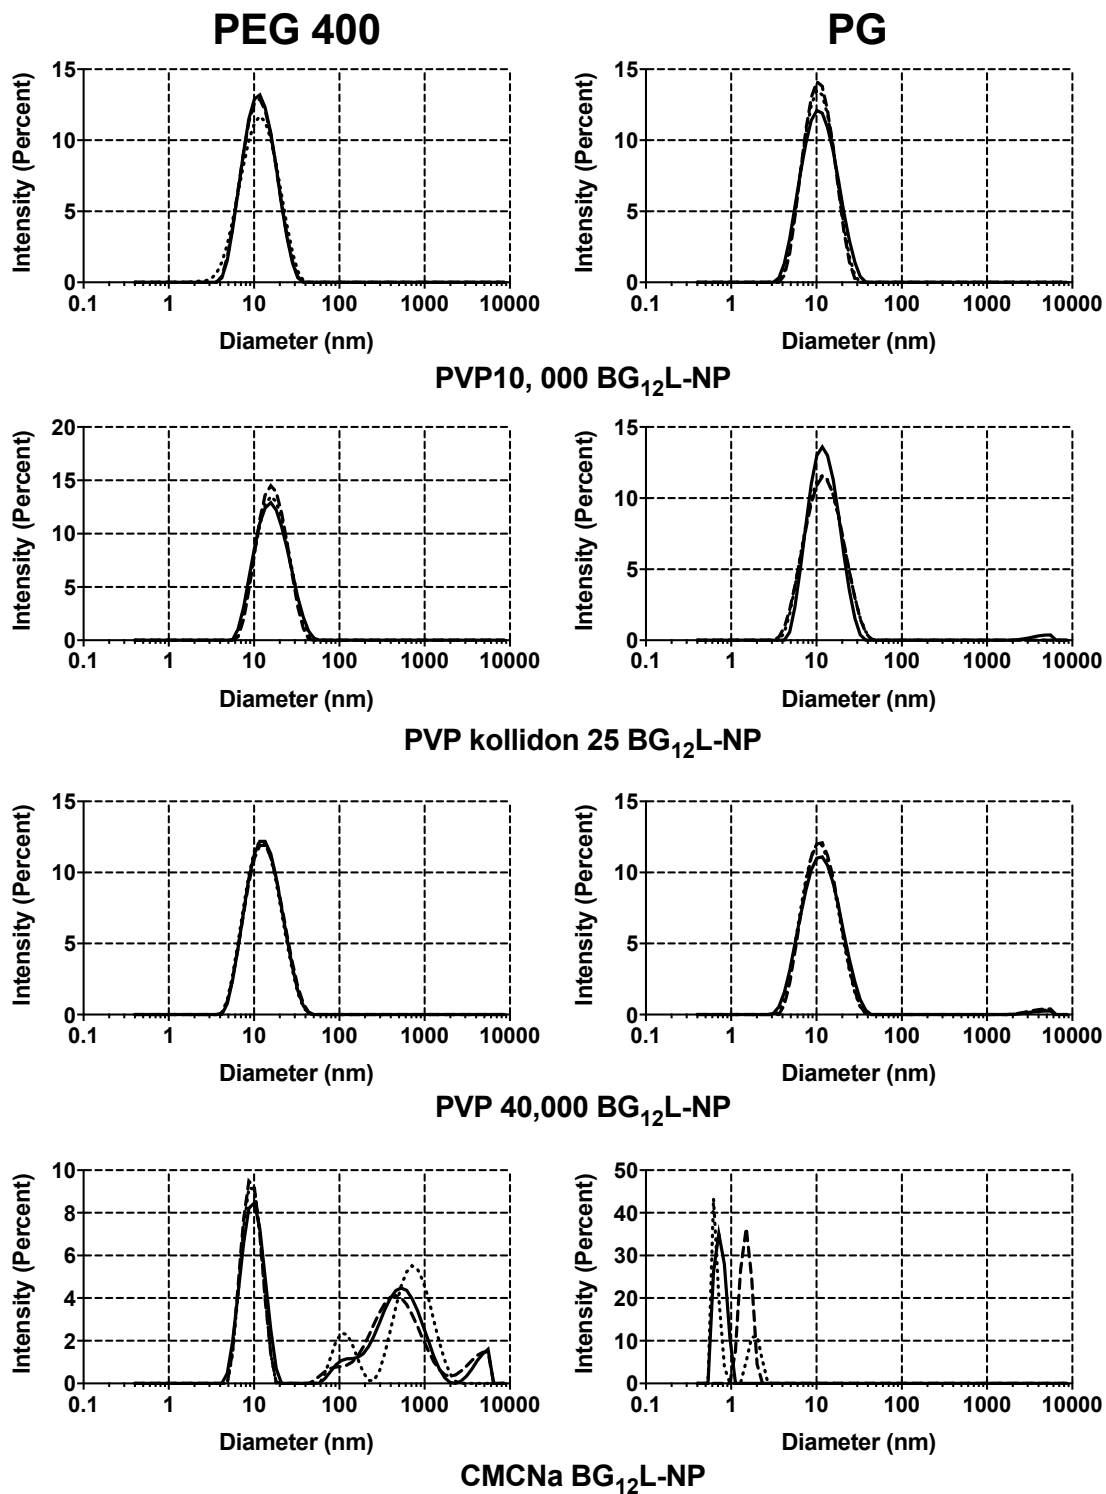 PEG 400 PG
15 15
10 10
5 5
0 0
Intensity (Percent) Intensity (Percent)
0.1 1 10 100 1000 10000 0.1 1 10 100 1000 10000
Diameter (nm) Diameter (nm)
PVP10, 000 BG12L-NP
20 15
15 10
10 5
5 0
0
Intensity (Percent) Intensity (Percent)
0.1 1 10 100 1000 10000 0.1 1 10 100 1000 10000
Diameter (nm) Diameter (nm)
PVP kollidon 25 BG12L-NP
15 15
10 10
5 5
0 0
Intensity (Percent) Intensity (Percent)
0.1 1 10 100 1000 10000 0.1 1 10 100 1000 10000
Diameter (nm) Diameter (nm)
PVP 40,000 BG12L-NP
10 50
8 40
6 30
4 20
2 10
0 0
Intensity (Percent) Intensity (Percent)
0.1 1 10 100 1000 10000 0.1 1 10 100 1000 10000
Diameter (nm) Diameter (nm)
CMCNa BG12L-NP